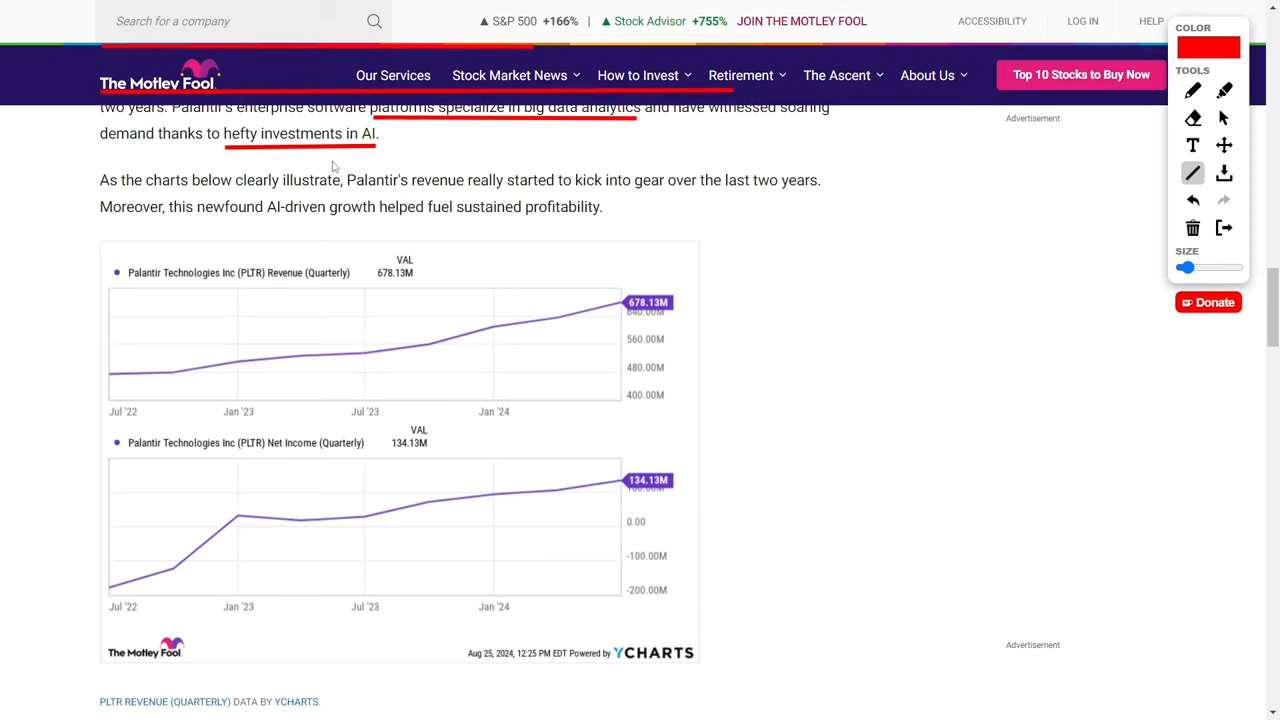 Search for a company
S&P 500 +166% | Stock Advisor +755% JOIN THE MOTLEY FOOL
ACCESSIBILITY LOG IN HELP
The Motley Fool
Our Services Stock Market News How to Invest Retirement The Ascent About Us
Top 10 Stocks to Buy Now
two years. Palantir's enterprise software platforms specialize in big data analytics and have witnessed soaring
demand thanks to hefty investments in AI.
As the charts below clearly illustrate, Palantir's revenue really started to kick into gear over the last two years.
Moreover, this newfound AI-driven growth helped fuel sustained profitability.
VAL
Palantir Technologies Inc (PLTR) Revenue (Quarterly) 678.13M
678.13M
640.00M
560.00M
480.00M
400.00M
Jul '22 Jan '23 Jul '23 Jan '24
VAL
Palantir Technologies Inc (PLTR) Net Income (Quarterly) 134.13M
134.13M
0.00
-100.00M
-200.00M
Jul '22 Jan '23 Jul '23 Jan '24
The Motley Fool
Aug 25, 2024, 12:25 PM EDT Powered by YCHARTS
PLTR REVENUE (QUARTERLY) DATA BY YCHARTS.
Advertisement
Advertisement
COLOR
TOOLS
T
SIZE
Donate